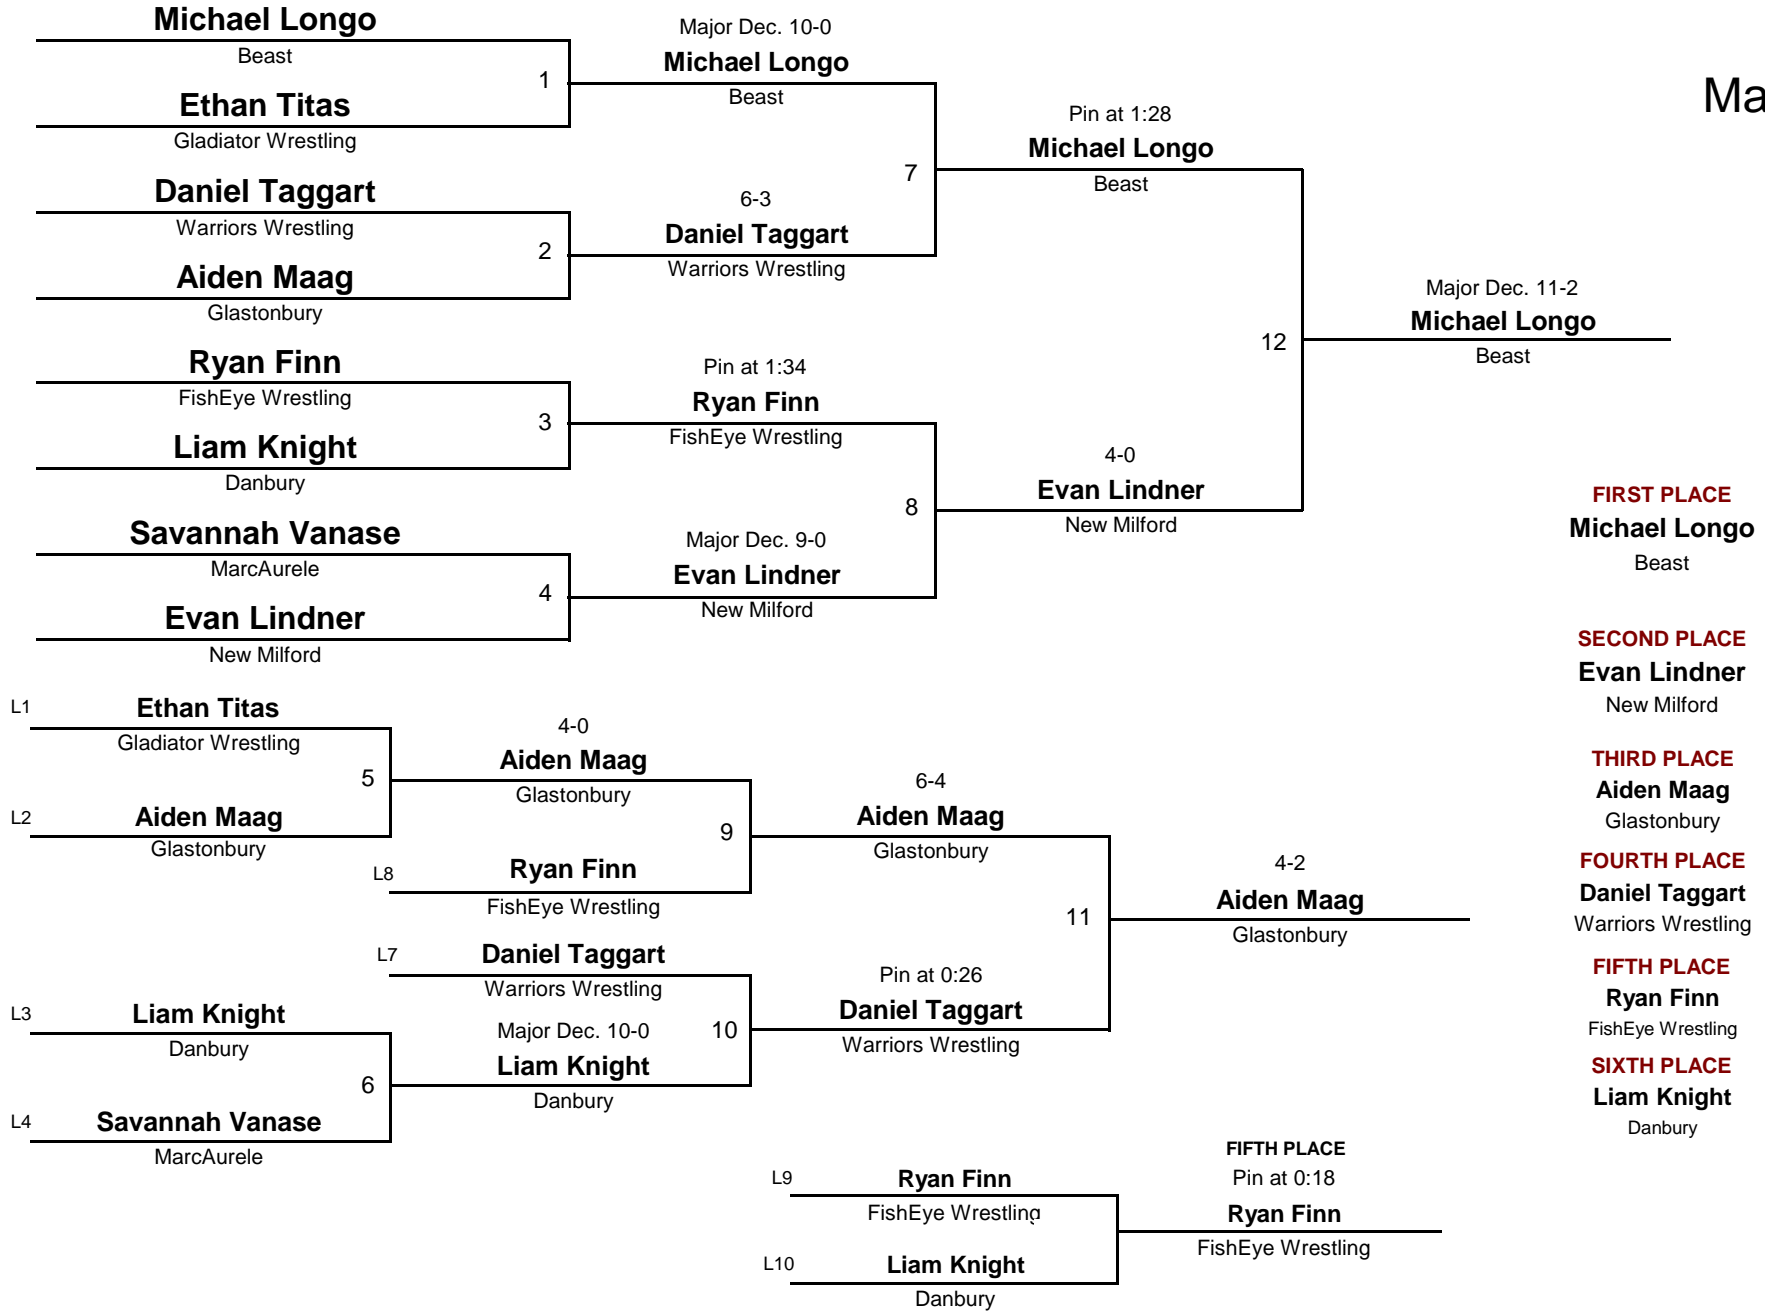 Michael Longo
Beast
1
Ethan Titas
Gladiator Wrestling
Daniel Taggart
Warriors Wrestling
2
Aiden Maag
Glastonbury
Ryan Finn
FishEye Wrestling
3
Liam Knight
Danbury
Savannah Vanase
MarcAurele
4
Evan Lindner
New Milford
Major Dec. 10-0
Michael Longo
Beast
7
6-3
Daniel Taggart
Warriors Wrestling
Pin at 1:34
Ryan Finn
FishEye Wrestling
8
Major Dec. 9-0
Evan Lindner
New Milford
Pin at 1:28
Michael Longo
Beast
12
4-0
Evan Lindner
New Milford
Major Dec. 11-2
Michael Longo
Beast
Ma
L1
Ethan Titas
Gladiator Wrestling
5
L2
Aiden Maag
Glastonbury
L3
Liam Knight
Danbury
6
L4
Savannah Vanase
MarcAurele
4-0
Aiden Maag
Glastonbury
9
L8
Ryan Finn
FishEye Wrestling
L7
Daniel Taggart
Warriors Wrestling
10
Major Dec. 10-0
Liam Knight
Danbury
6-4
Aiden Maag
Glastonbury
11
Pin at 0:26
Daniel Taggart
Warriors Wrestling
4-2
Aiden Maag
Glastonbury
L9
Ryan Finn
FishEye Wrestling
L10
Liam Knight
Danbury
FIFTH PLACE
Pin at 0:18
Ryan Finn
FishEye Wrestling
FIRST PLACE
Michael Longo
Beast
SECOND PLACE
Evan Lindner
New Milford
THIRD PLACE
Aiden Maag
Glastonbury
FOURTH PLACE
Daniel Taggart
Warriors Wrestling
FIFTH PLACE
Ryan Finn
FishEye Wrestling
SIXTH PLACE
Liam Knight
Danbury